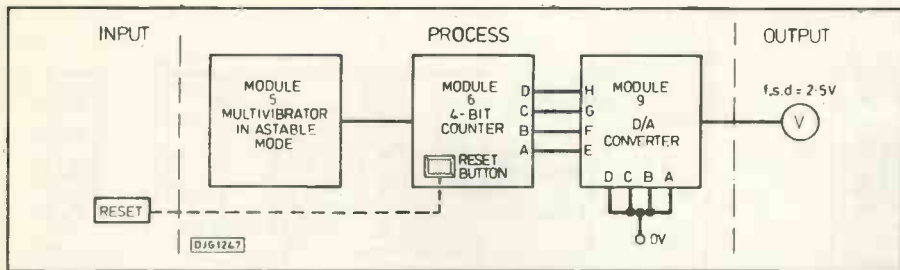 INPUT
PROCESS
OUTPUT
MODULE
5
MULTIVIBRATOR
IN ASTABLE
MODE
MODULE
6
4-BIT
COUNTER
RESET
BUTTON
D
C
B
A
H
G
F
E
MODULE
9
D/A
CONVERTER
D C B A
0V
f.s.d = 2·5V
V
RESET
DJG1247